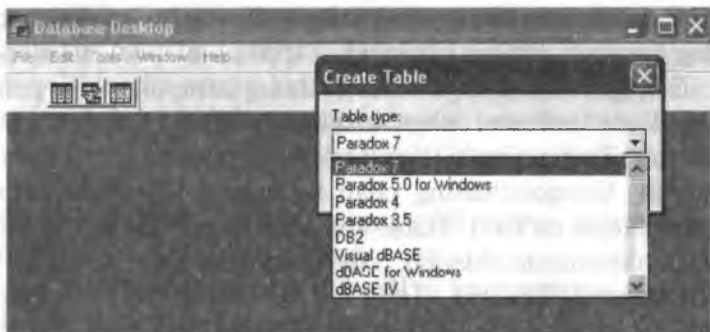 Database Desktop
File Edit Tools Window Help
Create Table
Table type:
Paradox 7
Paradox 7
Paradox 5.0 for Windows
Paradox 4
Paradox 3.5
DB2
Visual dBASE
dBASE for Windows
dBASE IV